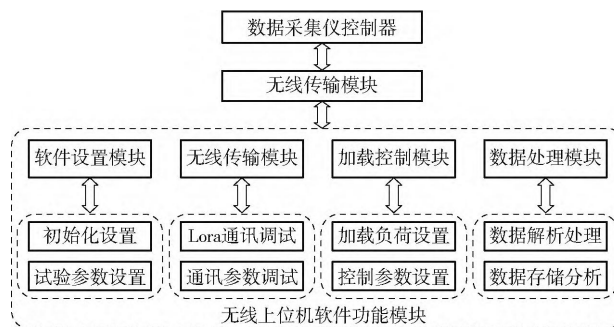 数据采集仪控制器
无线传输模块
软件设置模块
无线传输模块
加载控制模块
数据处理模块
初始化设置
Lora通讯调试
加载负荷设置
数据解析处理
试验参数设置
通讯参数调试
控制参数设置
数据存储分析
无线上位机软件功能模块